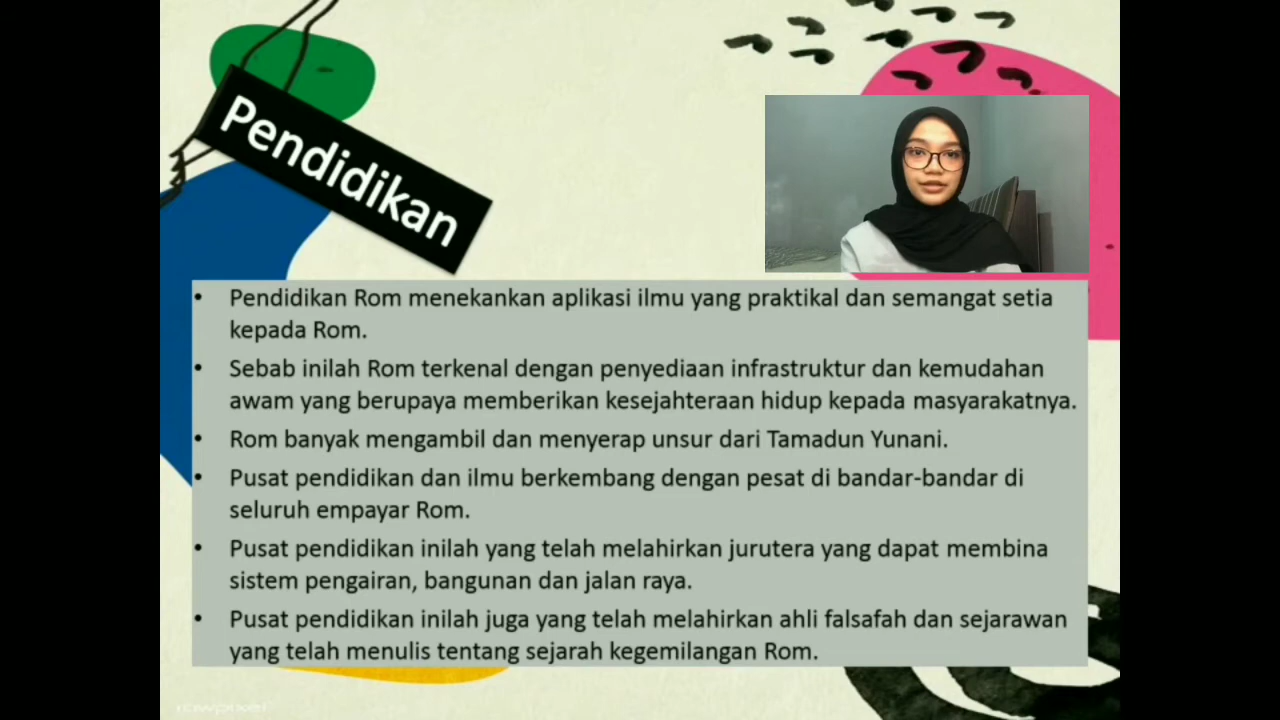 Pendidikan
• Pendidikan Rom menekankan aplikasi ilmu yang praktikal dan semangat setia
kepada Rom.
• Sebab inilah Rom terkenal dengan penyediaan infrastruktur dan kemudahan
awam yang berupaya memberikan kesejahteraan hidup kepada masyarakatnya.
• Rom banyak mengambil dan menyerap unsur dari Tamadun Yunani.
• Pusat pendidikan dan ilmu berkembang dengan pesat di bandar-bandar di
seluruh empayar Rom.
• Pusat pendidikan inilah yang telah melahirkan jurutera yang dapat membina
sistem pengairan, bangunan dan jalan raya.
• Pusat pendidikan inilah juga yang telah melahirkan ahli falsafah dan sejarawan
yang telah menulis tentang sejarah kegemilangan Rom.
rawpixel